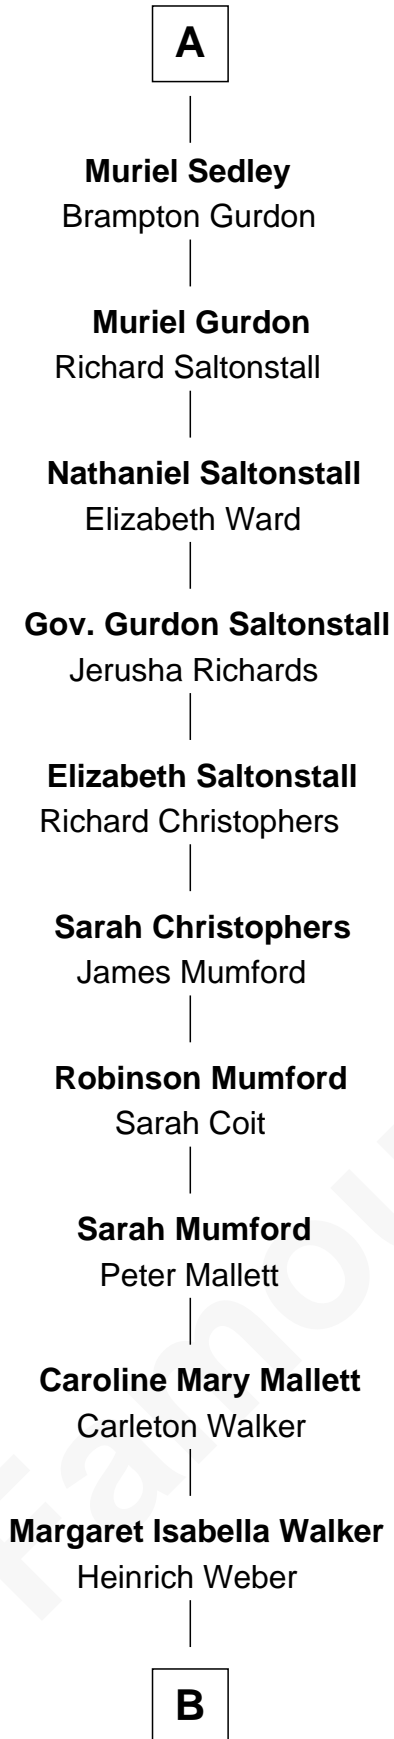 A
Muriel Sedley
Brampton Gurdon
Muriel Gurdon
Richard Saltonstall
Nathaniel Saltonstall
Elizabeth Ward
Gov. Gurdon Saltonstall
Jerusha Richards
Elizabeth Saltonstall
Richard Christophers
Sarah Christophers
James Mumford
Robinson Mumford
Sarah Coit
Sarah Mumford
Peter Mallett
Caroline Mary Mallett
Carleton Walker
Margaret Isabella Walker
Heinrich Weber
B
Famou